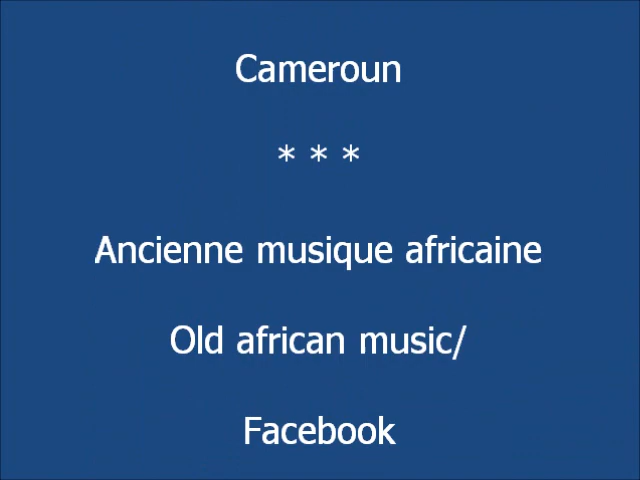 Cameroun
* * *
Ancienne musique africaine
Old african music/
Facebook